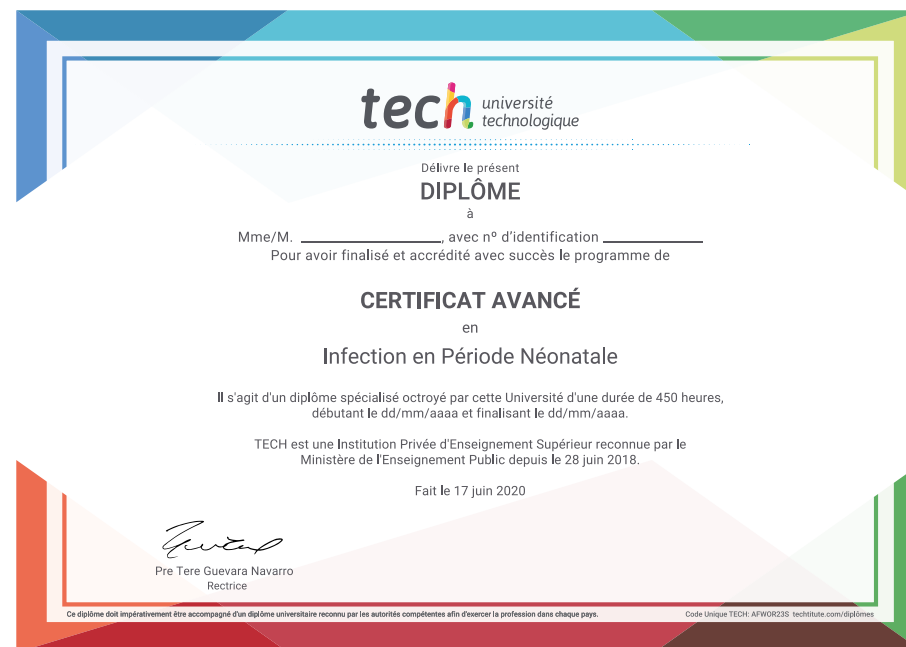 tech université
technologique
Délivre le présent
DIPLÔME
à
Mme/M. ____________________, avec nº d'identification ______________
Pour avoir finalisé et accrédité avec succès le programme de
CERTIFICAT AVANCÉ
en
Infection en Période Néonatale
Il s'agit d'un diplôme spécialisé octroyé par cette Université d'une durée de 450 heures,
débutant le dd/mm/aaaa et finalisant le dd/mm/aaaa.
TECH est une Institution Privée d'Enseignement Supérieur reconnue par le
Ministère de l'Enseignement Public depuis le 28 juin 2018.
Fait le 17 juin 2020
Pre Tere Guevara Navarro
Rectrice
Ce diplôme doit impérativement être accompagné d'un diplôme universitaire reconnu par les autorités compétentes afin d'exercer la profession dans chaque pays.
Code Unique TECH: AFWOR23S techtitute.com/diplômes